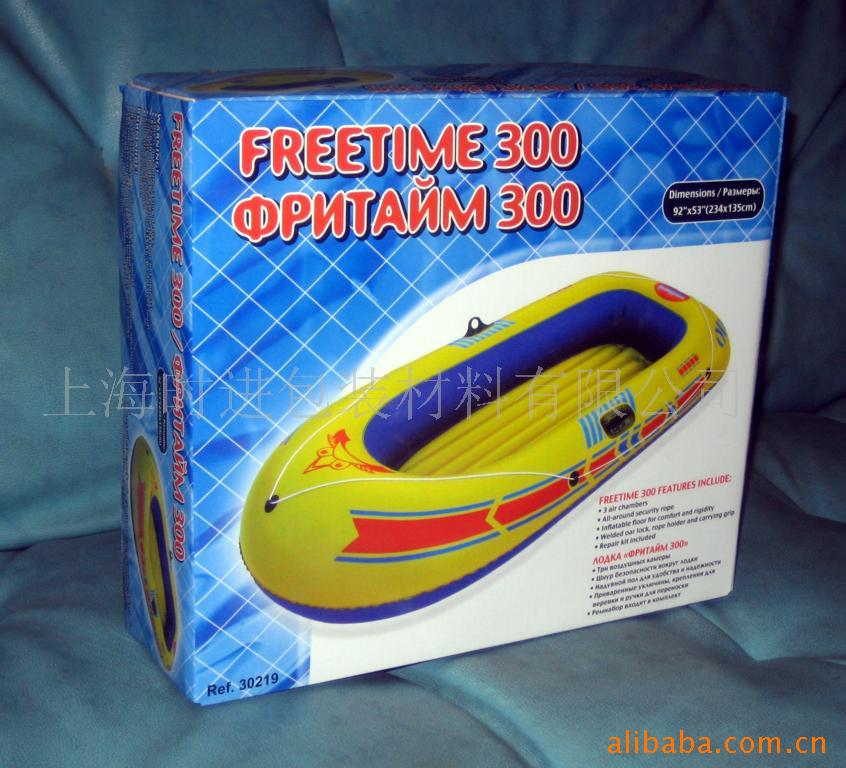 FREETIME 300
ФРИТАЙМ 300
Dimensions / Размеры:
92"x53"(234x135cm)
WARNING
FREETIME 300 / ФРИТАЙМ 300
上海时进包装材料有限公司
FREETIME 300 FEATURES INCLUDE:
• 3 air chambers
• All-around security rope
• Inflatable floor for comfort and rigidity
• Welded oar lock, rope holder and carrying grip
• Repair kit included
ЛОДКА «ФРИТАЙМ 300»
• Три воздушных камеры
• Шнур безопасности вокруг лодки
• Надувной пол для удобства и надежности
• Приваренные уключины, крепления для
веревки и ручки для переноски
• Ремнабор входит в комплект
Ref. 30219
alibaba.com.cn